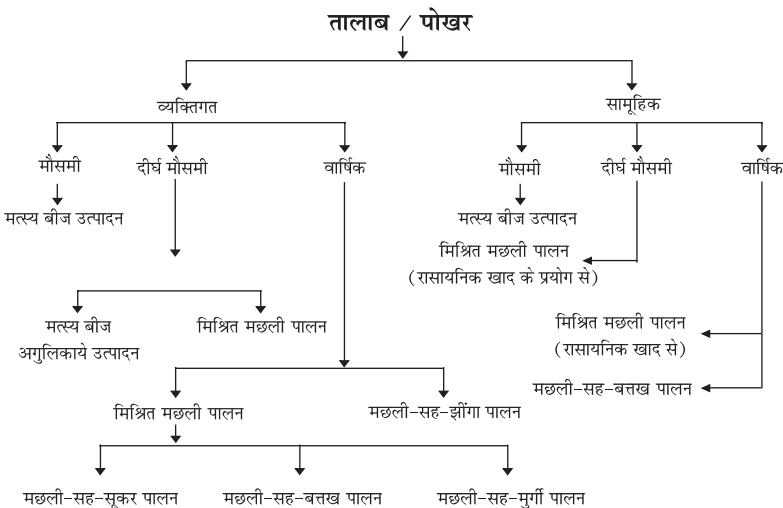 तालाब / पोखर
व्यक्तिगत
सामूहिक
मौसमी
दीर्घ मौसमी
वार्षिक
मौसमी
दीर्घ मौसमी
वार्षिक
मत्स्य बीज उत्पादन
मत्स्य बीज उत्पादन
मिश्रित मछली पालन
(रासायनिक खाद के प्रयोग से)
मत्स्य बीज
अगुलिकाये उत्पादन
मिश्रित मछली पालन
मिश्रित मछली पालन
(रासायनिक खाद से)
मछली-सह-बत्तख पालन
मिश्रित मछली पालन
मछली-सह-झींगा पालन
मछली-सह-सूकर पालन
मछली-सह-बत्तख पालन
मछली-सह-मुर्गी पालन